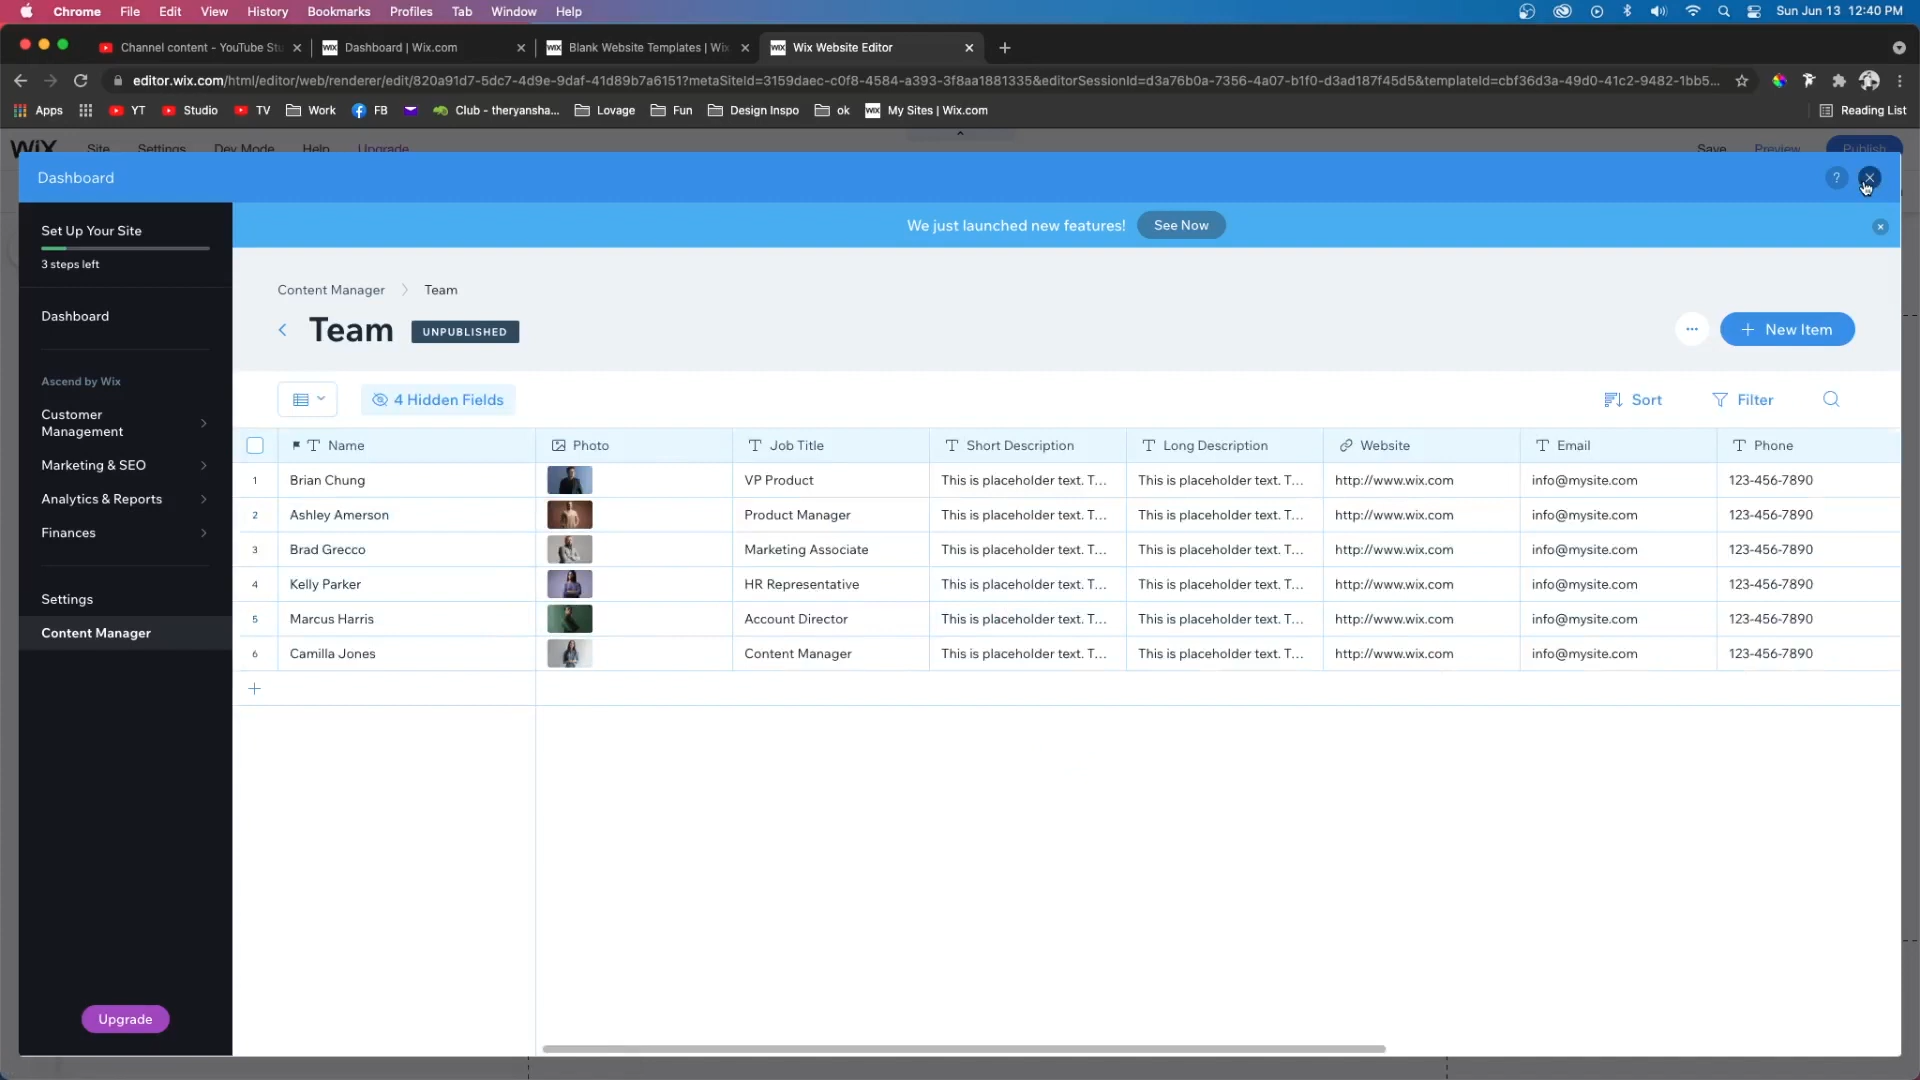 Chrome File Edit View History Bookmarks Profiles Tab Window Help Sun Jun 13 12:40 PM
Channel content - YouTube Stu Dashboard | Wix.com Blank Website Templates | Wix Wix Website Editor
editor.wix.com/html/editor/web/renderer/edit/820a91d7-5dc7-4d9e-9daf-41d89b7a6151?metaSiteId=3159daec-c0f8-4584-a393-3f8aa1881335&editorSessionId=d3a76b0a-7356-4a07-b1f0-d3ad187f45d5&templateId=cbf36d3a-49d0-41c2-9482-1bb5...
Apps YT Studio TV Work FB Club - theryansha... Lovage Fun Design Inspo ok My Sites | Wix.com Reading List
WiX Site Settings Dev Mode Help Upgrade Save Preview Publish
Dashboard ?
Set Up Your Site
3 steps left
We just launched new features! See Now
Content Manager > Team
Team UNPUBLISHED ... + New Item
Dashboard
Ascend by Wix
Customer Management
Marketing & SEO
Analytics & Reports
Finances
Settings
Content Manager
Upgrade
4 Hidden Fields Sort Filter
Name Photo Job Title Short Description Long Description Website Email Phone
1 Brian Chung VP Product This is placeholder text. T... This is placeholder text. T... http://www.wix.com info@mysite.com 123-456-7890
2 Ashley Amerson Product Manager This is placeholder text. T... This is placeholder text. T... http://www.wix.com info@mysite.com 123-456-7890
3 Brad Grecco Marketing Associate This is placeholder text. T... This is placeholder text. T... http://www.wix.com info@mysite.com 123-456-7890
4 Kelly Parker HR Representative This is placeholder text. T... This is placeholder text. T... http://www.wix.com info@mysite.com 123-456-7890
5 Marcus Harris Account Director This is placeholder text. T... This is placeholder text. T... http://www.wix.com info@mysite.com 123-456-7890
6 Camilla Jones Content Manager This is placeholder text. T... This is placeholder text. T... http://www.wix.com info@mysite.com 123-456-7890